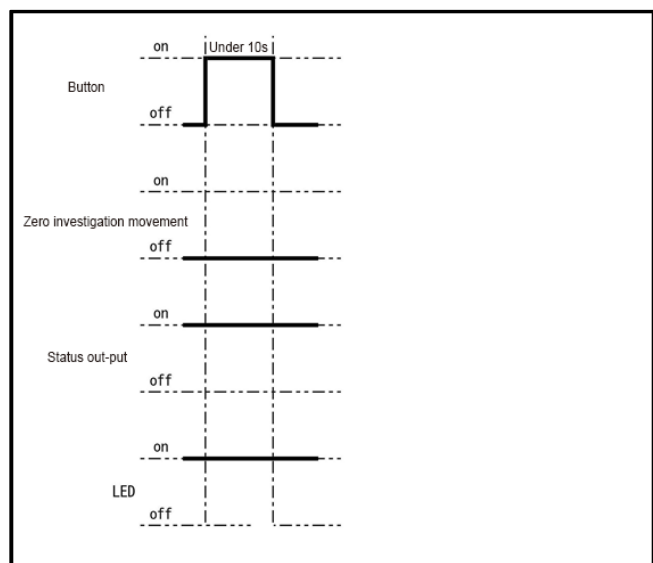 on
Under 10s
Button
off
on
Zero investigation movement
off
on
Status out-put
off
on
LED
off